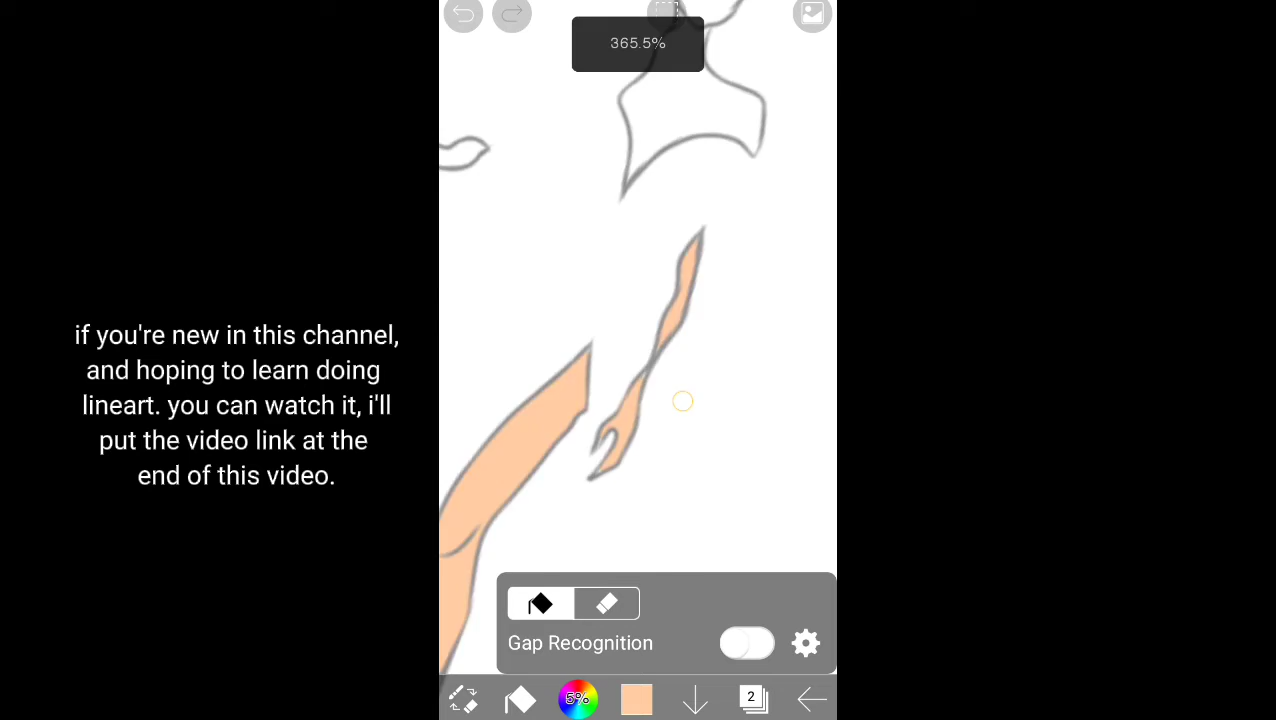 365.5%
if you're new in this channel,
and hoping to learn doing
lineart. you can watch it, i'll
put the video link at the
end of this video.
Gap Recognition
5%
2